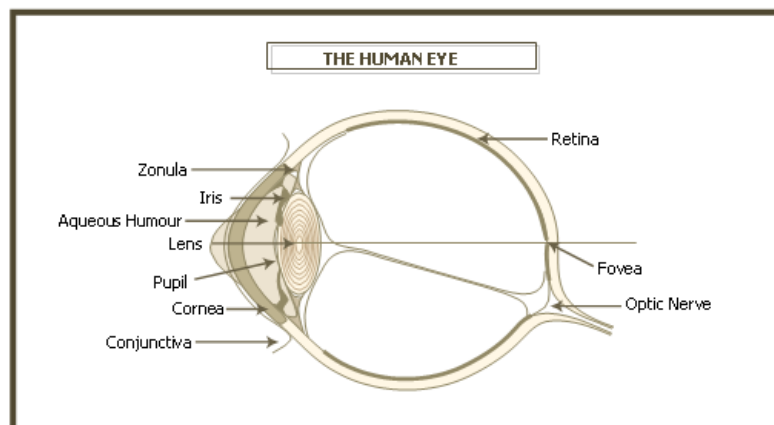 THE HUMAN EYE
Retina
Zonula
Iris
Aqueous Humour
Lens
Pupil
Cornea
Conjunctiva
Fovea
Optic Nerve